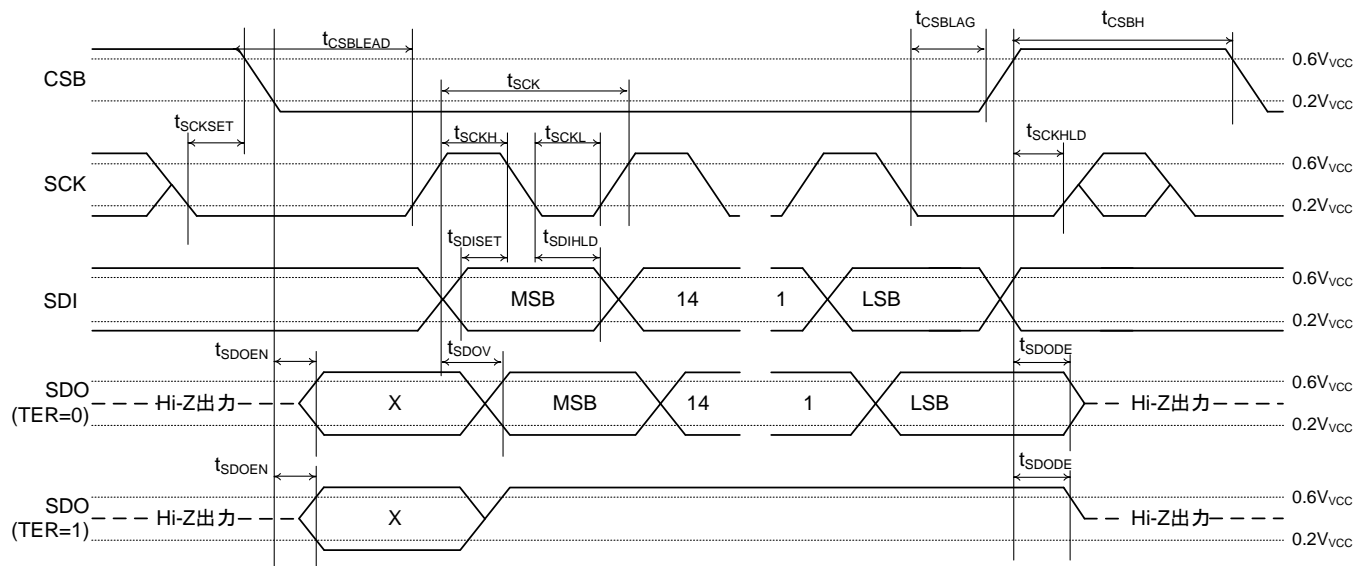 tCSBLEAD
tCSBLAG
tCSBH
CSB
0.6VVCC
0.2VVCC
tSCK
tSCKSET
tSCKH
tSCKL
tSCKHLD
SCK
0.6VVCC
0.2VVCC
tSDISET
tSDIHLD
SDI
MSB
14
1
LSB
0.6VVCC
0.2VVCC
tSDOEN
tSDOV
tSDODE
SDO
(TER=0)
Hi-Z出力
X
MSB
14
1
LSB
Hi-Z出力
0.6VVCC
0.2VVCC
tSDOEN
tSDODE
SDO
(TER=1)
Hi-Z出力
X
Hi-Z出力
0.6VVCC
0.2VVCC